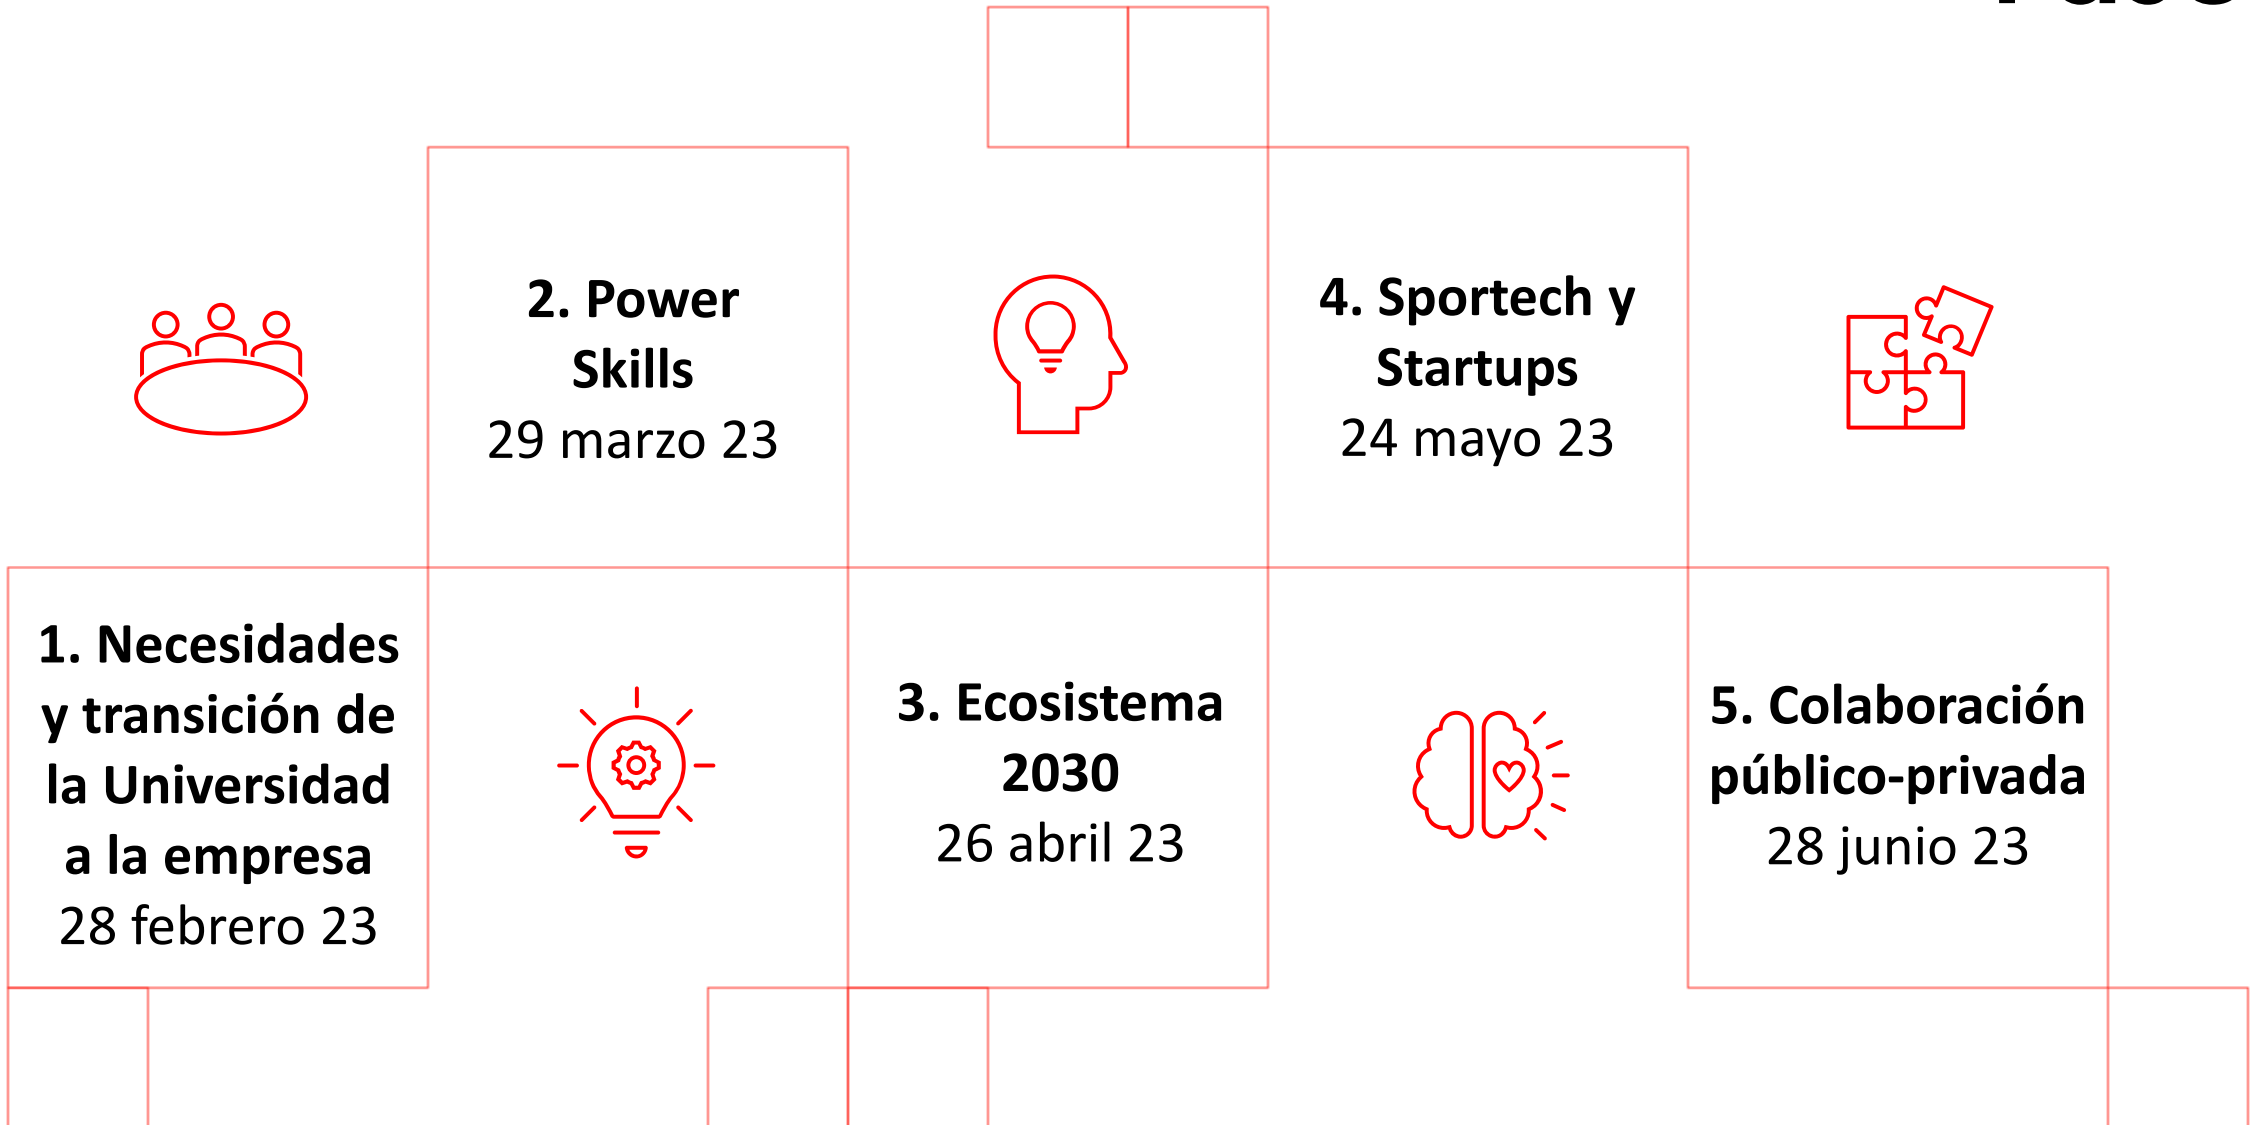 1. Necesidades
y transición de
la Universidad
a la empresa
28 febrero 23
2. Power
Skills
29 marzo 23
3. Ecosistema
2030
26 abril 23
4. Sportech y
Startups
24 mayo 23
5. Colaboración
público-privada
28 junio 23